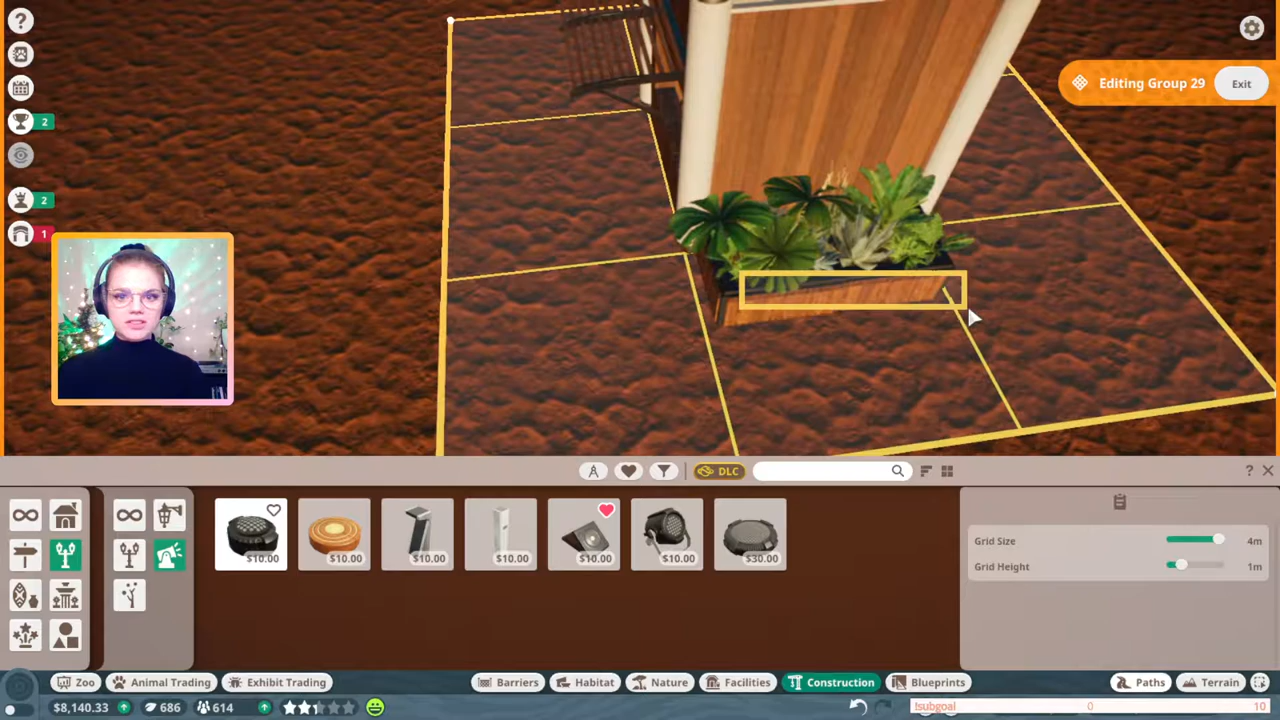 ?
Editing Group 29
Exit
2
2
1
DLC
?
$10.00
$10.00
$10.00
$10.00
$10.00
$10.00
$30.00
Grid Size
4m
Grid Height
1m
Zoo
Animal Trading
Exhibit Trading
Barriers
Habitat
Nature
Facilities
Construction
Blueprints
Paths
Terrain
$8,140.33
686
614
!subgoal
0
10